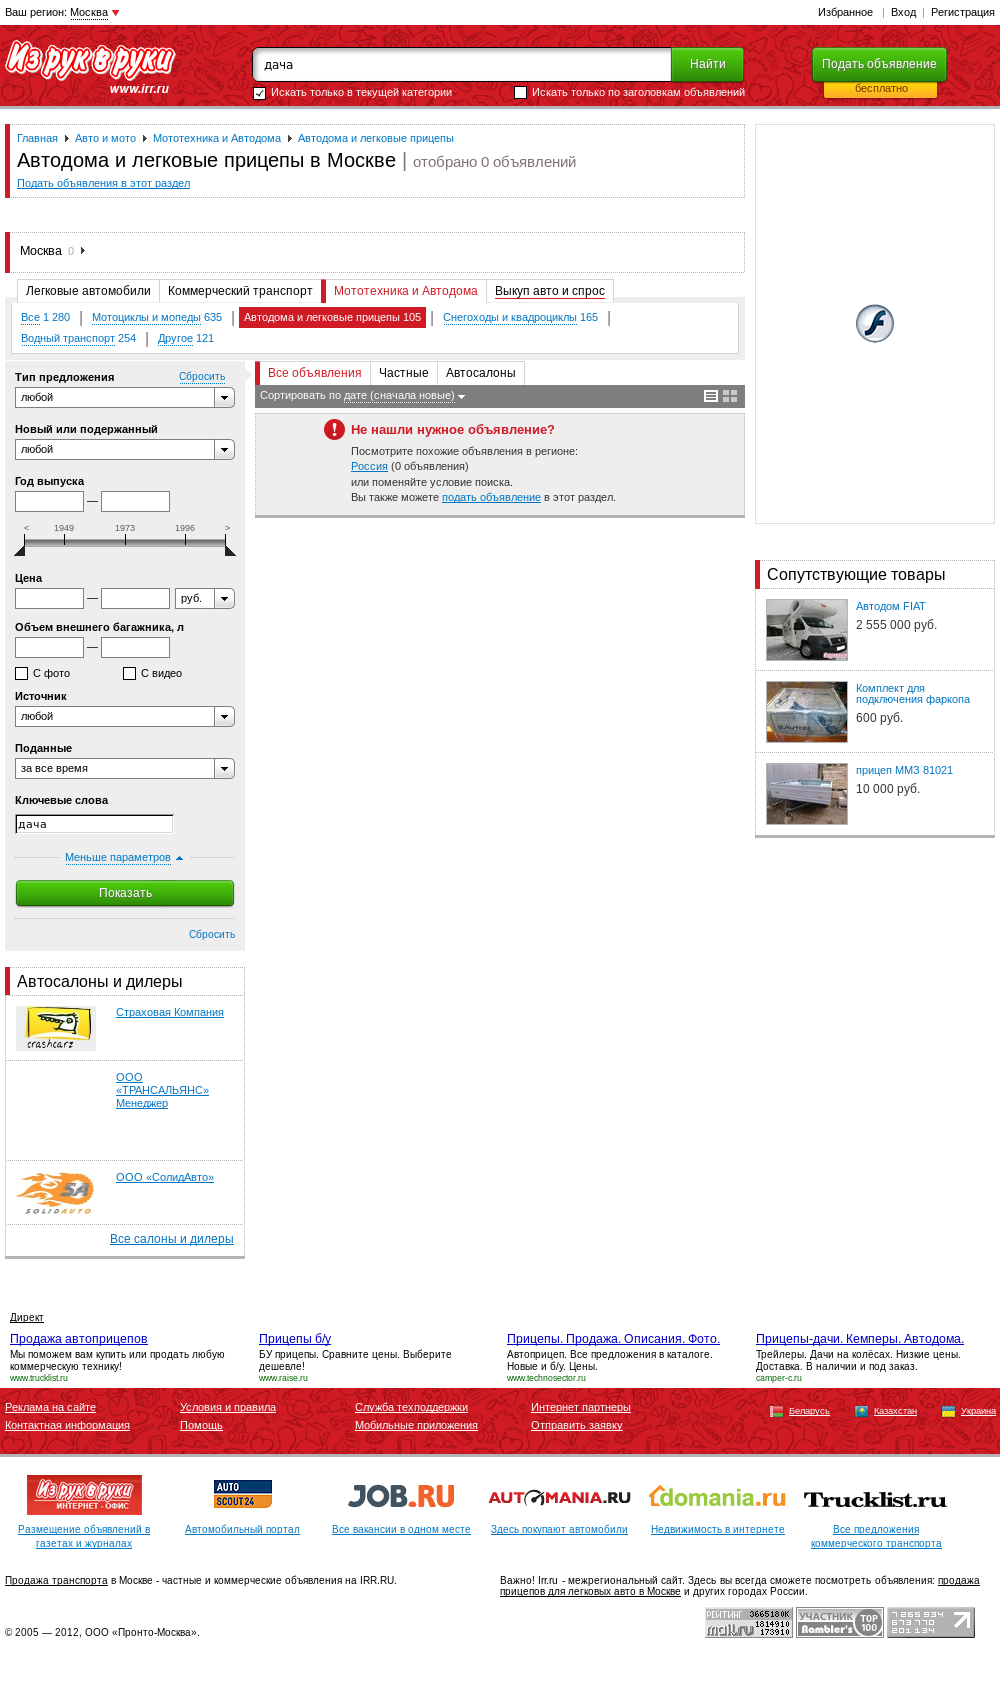 Ваш регион: Москва
Избранное | Вход | Регистрация
Из рук в руки
www.irr.ru
дача
Найти
Подать объявление
бесплатно
Искать только в текущей категории
Искать только по заголовкам объявлений
Главная Авто и мото Мототехника и Автодома Автодома и легковые прицепы
Автодома и легковые прицепы в Москве | отобрано 0 объявлений
Подать объявления в этот раздел
Москва 0
Легковые автомобили Коммерческий транспорт Мототехника и Автодома Выкуп авто и спрос
Все 1 280 | Мотоциклы и мопеды 635 | Автодома и легковые прицепы 105 | Снегоходы и квадроциклы 165 |
Водный транспорт 254 | Другое 121
Тип предложения
Сбросить
любой
Новый или подержанный
любой
Год выпуска
—
< 1949 1973 1996 >
Цена
— руб.
Объем внешнего багажника, л
—
С фото С видео
Источник
любой
Поданные
за все время
Ключевые слова
дача
Меньше параметров
Показать
Сбросить
Все объявления Частные Автосалоны
Сортировать по дате (сначала новые)
Не нашли нужное объявление?
Посмотрите похожие объявления в регионе:
Россия (0 объявления)
или поменяйте условие поиска.
Вы также можете подать объявление в этот раздел.
Сопутствующие товары
Автодом FIAT
2 555 000 руб.
Комплект для
подключения фаркопа
600 руб.
прицеп ММЗ 81021
10 000 руб.
Автосалоны и дилеры
crashcarz
Страховая Компания
ООО
«ТРАНСАЛЬЯНС»
Менеджер
SA
SOLIDAUTO
ООО «СолидАвто»
Все салоны и дилеры
Директ
Продажа автоприцепов
Мы поможем вам купить или продать любую
коммерческую технику!
www.trucklist.ru
Прицепы б/у
БУ прицепы. Сравните цены. Выберите
дешевле!
www.raise.ru
Прицепы. Продажа. Описания. Фото.
Автоприцеп. Все предложения в каталоге.
Новые и б/у. Цены.
www.technosector.ru
Прицепы-дачи. Кемперы. Автодома.
Трейлеры. Дачи на колёсах. Низкие цены.
Доставка. В наличии и под заказ.
camper-c.ru
Реклама на сайте Условия и правила Служба техподдержки Интернет партнеры
Контактная информация Помощь Мобильные приложения Отправить заявку
Беларусь Казахстан Украина
Из рук в руки
ИНТЕРНЕТ - ОФИС
Размещение объявлений в
газетах и журналах
AUTO
SCOUT24
Автомобильный портал
JOB.RU
Все вакансии в одном месте
AUTOMANIA.RU
Здесь покупают автомобили
domania.ru
Недвижимость в интернете
Trucklist.ru
Все предложения
коммерческого транспорта
Продажа транспорта в Москве - частные и коммерческие объявления на IRR.RU.
Важно! Irr.ru - межрегиональный сайт. Здесь вы всегда сможете посмотреть объявления: продажа
прицепов для легковых авто в Москве и других городах России.
© 2005 — 2012, ООО «Пронто-Москва».
РЕЙТИНГ 3665180K
1814910
mail.ru 173910
УЧАСТНИК
Rambler's
TOP
100
7 265 934
673 770
201 134